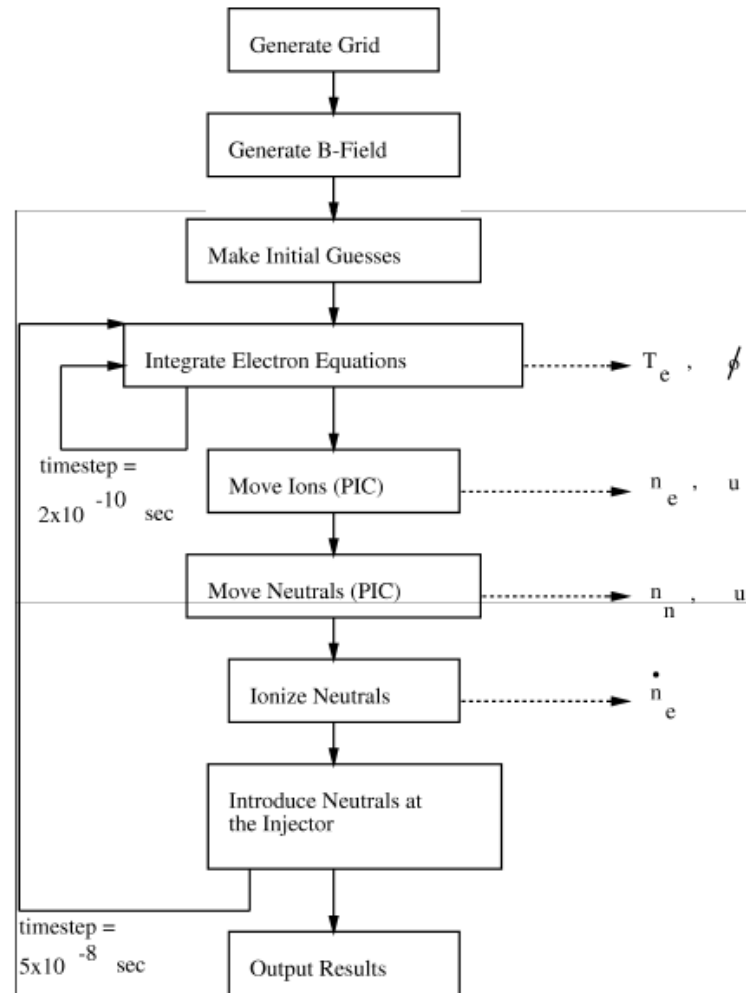 Generate Grid
Generate B-Field
Make Initial Guesses
Integrate Electron Equations
T e , ϕ
timestep =
2x10 -10 sec
Move Ions (PIC)
n e , u
Move Neutrals (PIC)
n n , u
Ionize Neutrals
ṅ e
Introduce Neutrals at
the Injector
timestep =
5x10 -8 sec
Output Results